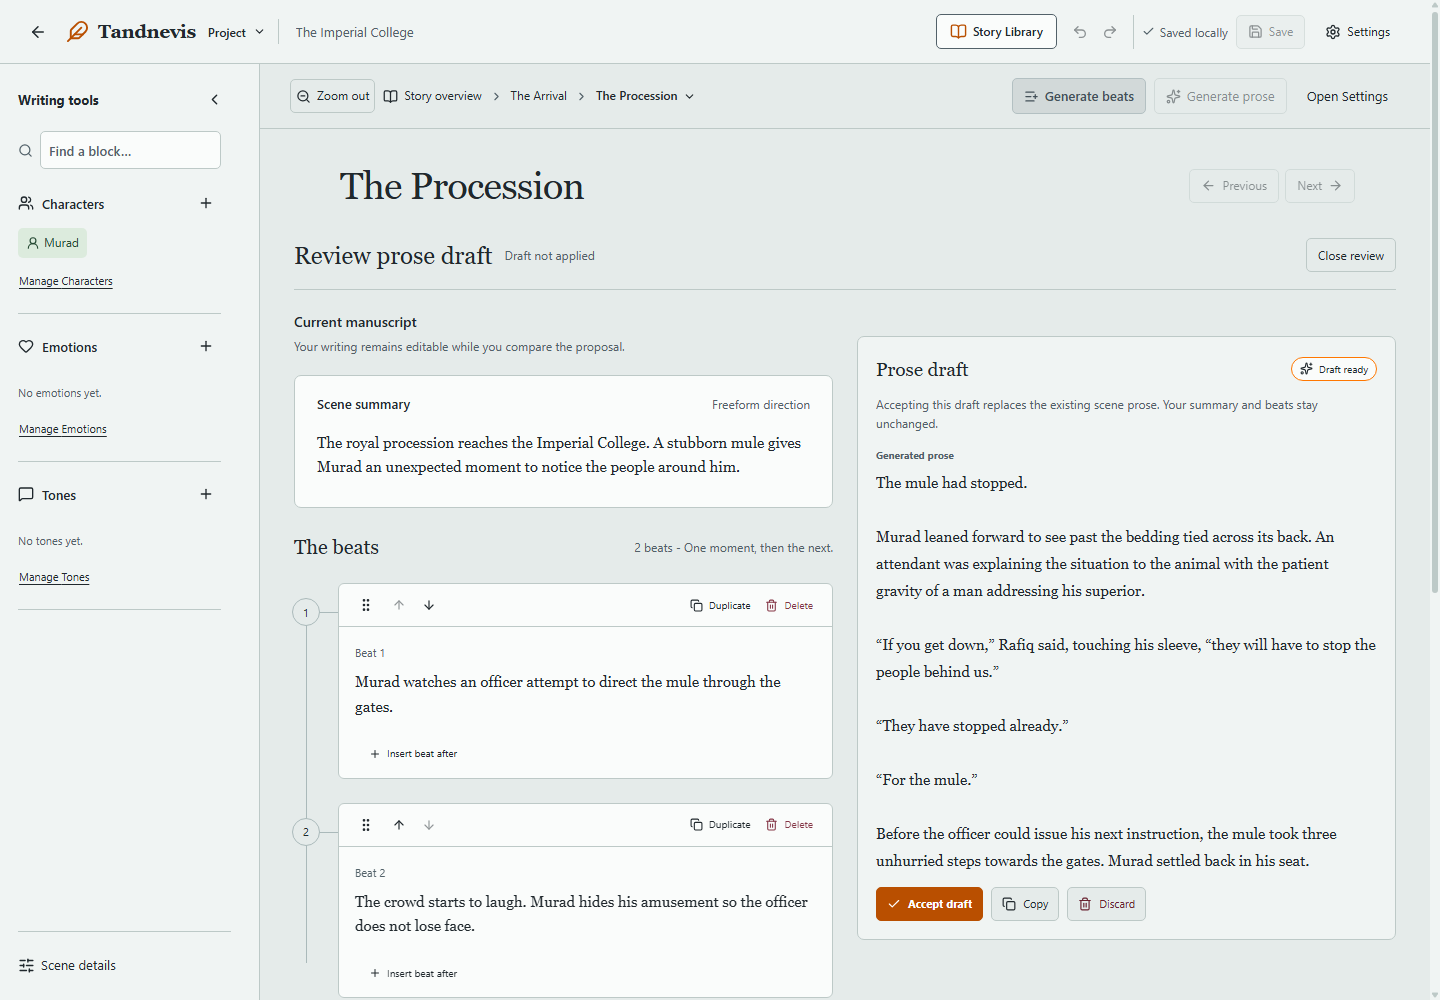 Tandnevis
Project
The Imperial College
Story Library
Saved locally
Save
Settings
Writing tools
Find a block...
Characters
Murad
Manage Characters
Emotions
No emotions yet.
Manage Emotions
Tones
No tones yet.
Manage Tones
Scene details
Zoom out
Story overview
The Arrival
The Procession
Generate beats
Generate prose
Open Settings
The Procession
Previous
Next
Review prose draft
Draft not applied
Close review
Current manuscript
Your writing remains editable while you compare the proposal.
Scene summary
Freeform direction
The royal procession reaches the Imperial College. A stubborn mule gives
Murad an unexpected moment to notice the people around him.
The beats
2 beats - One moment, then the next.
1
Duplicate
Delete
Beat 1
Murad watches an officer attempt to direct the mule through the
gates.
Insert beat after
2
Duplicate
Delete
Beat 2
The crowd starts to laugh. Murad hides his amusement so the officer
does not lose face.
Insert beat after
Prose draft
Draft ready
Accepting this draft replaces the existing scene prose. Your summary and beats stay
unchanged.
Generated prose
The mule had stopped.
Murad leaned forward to see past the bedding tied across its back. An
attendant was explaining the situation to the animal with the patient
gravity of a man addressing his superior.
“If you get down,” Rafiq said, touching his sleeve, “they will have to stop the
people behind us.”
“They have stopped already.”
“For the mule.”
Before the officer could issue his next instruction, the mule took three
unhurried steps towards the gates. Murad settled back in his seat.
Accept draft
Copy
Discard